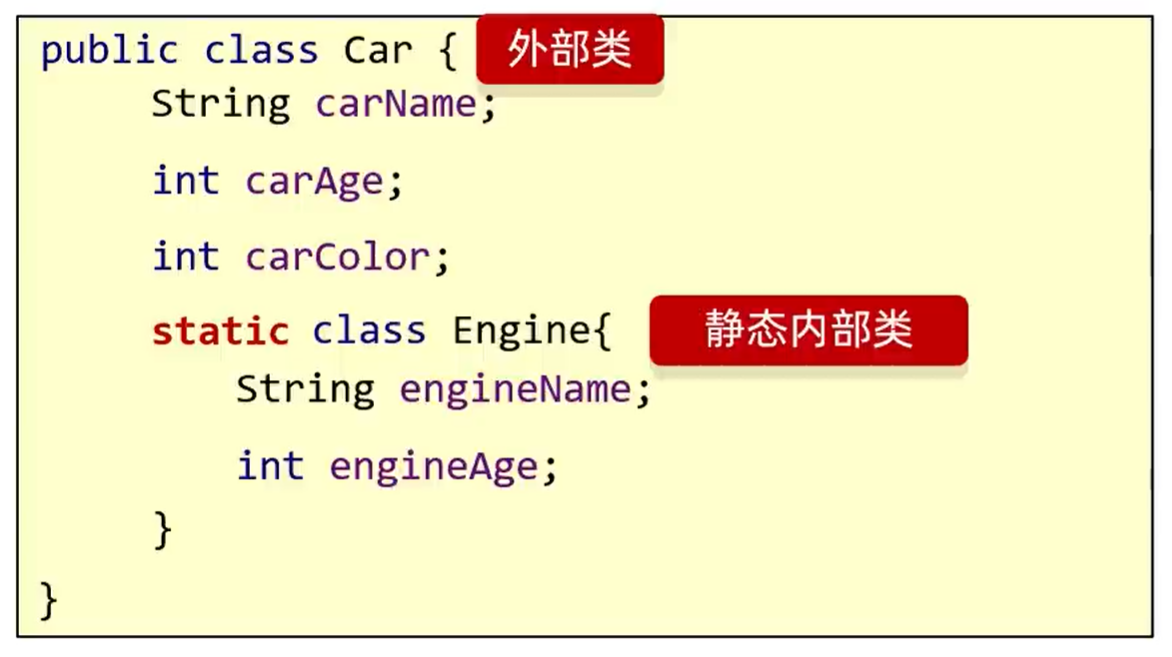 public class Car { 外部类
String carName;
int carAge;
int carColor;
static class Engine{ 静态内部类
String engineName;
int engineAge;
}
}